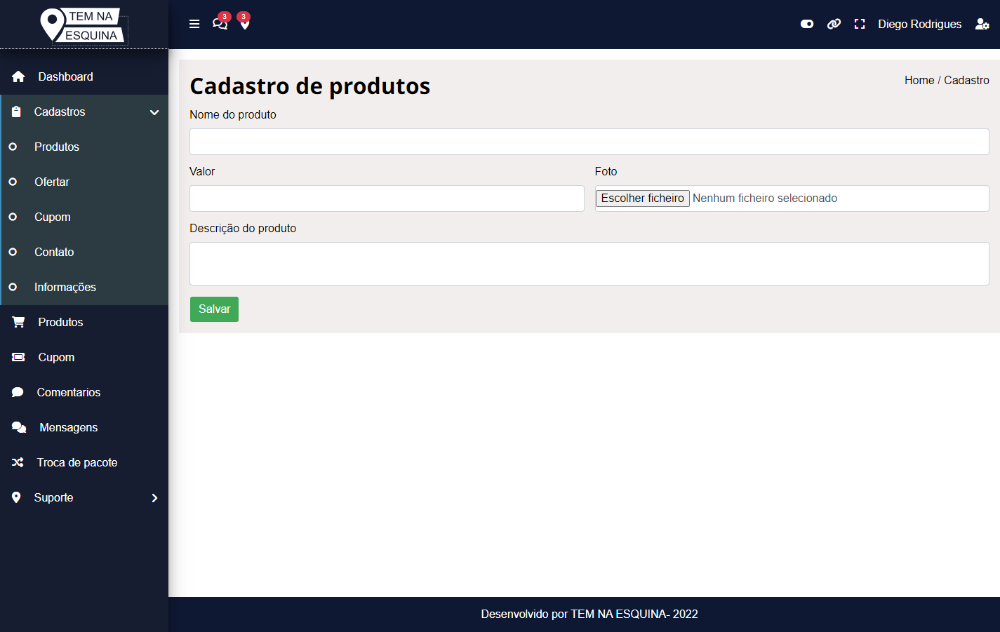 TEM NA
ESQUINA
3 3
Diego Rodrigues
Dashboard
Cadastros
Produtos
Ofertar
Cupom
Contato
Informações
Produtos
Cupom
Comentarios
Mensagens
Troca de pacote
Suporte
Cadastro de produtos
Home / Cadastro
Nome do produto
Valor
Foto
Escolher ficheiro Nenhum ficheiro selecionado
Descrição do produto
Salvar
Desenvolvido por TEM NA ESQUINA- 2022